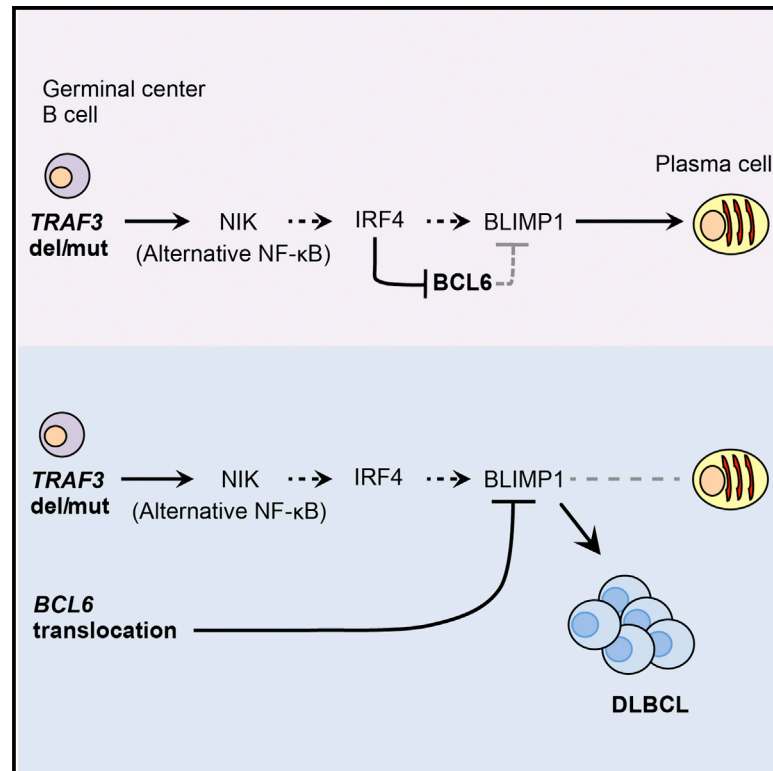 Germinal center
B cell
Plasma cell
TRAF3
del/mut
NIK
(Alternative NF-κB)
IRF4
BLIMP1
BCL6
TRAF3
del/mut
NIK
(Alternative NF-κB)
IRF4
BLIMP1
BCL6
translocation
DLBCL